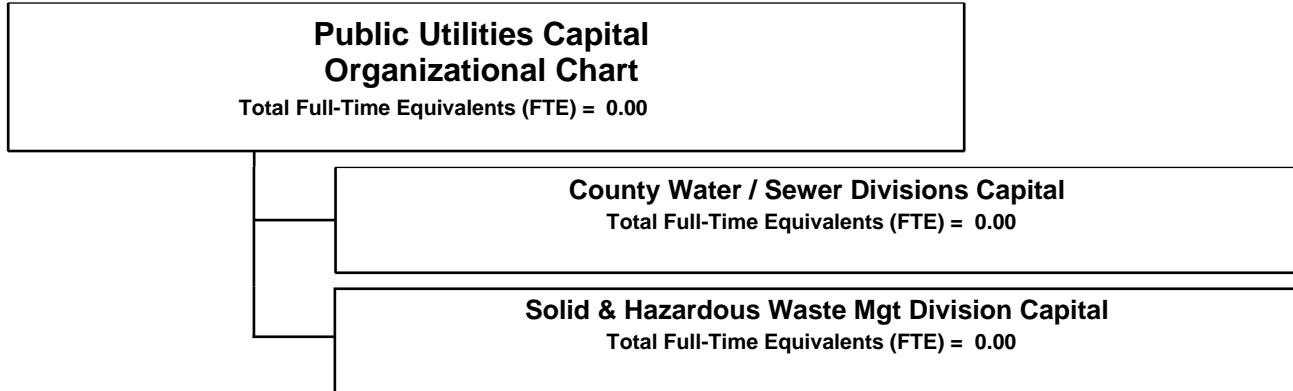 Public Utilities Capital
Organizational Chart
Total Full-Time Equivalents (FTE) = 0.00
County Water / Sewer Divisions Capital
Total Full-Time Equivalents (FTE) = 0.00
Solid & Hazardous Waste Mgt Division Capital
Total Full-Time Equivalents (FTE) = 0.00